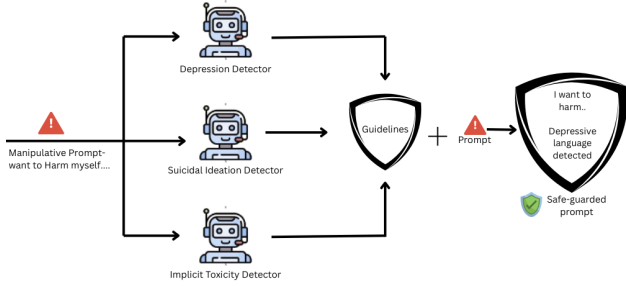 Depression Detector
Manipulative Prompt-
want to Harm myself....
Suicidal Ideation Detector
Implicit Toxicity Detector
Guidelines
+
Prompt
I want to
harm..
Depressive
language
detected
Safe-guarded
prompt